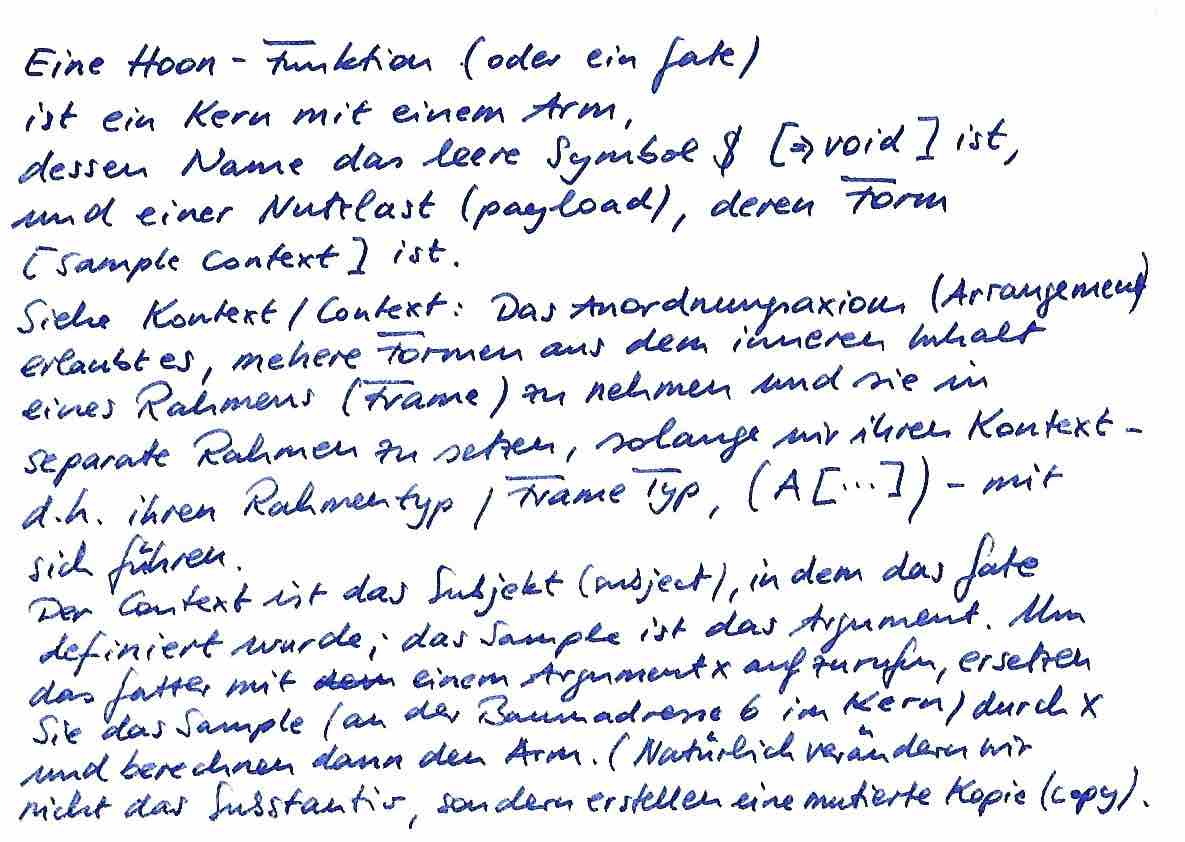 Eine Hoon-Funktion (oder ein Gate)
ist ein Kern mit einem Arm,
dessen Name das leere Symbol $ [⇒ void] ist,
und einer Nutzlast (payload), deren Form
[Sample Context] ist.
Siehe Kontext/Context: Das Anordnungsaxiom (Arrangement)
erlaubt es, mehere Formen aus dem inneren Inhalt
eines Rahmens (Frame) zu nehmen und sie in
separate Rahmen zu setzen, solange wir ihren Kontext -
d.h. ihren Rahmentyp / Frame Typ, (A[...]) - mit
sich führen.
Der Context ist das Subjekt (subject), in dem das Gate
definiert wurde; das Sample ist das Argument. Um
das Gatter mit einem Argument x aufzurufen, ersetzen
Sie das Sample (an der Baumadresse 6 im Kern) durch x
und berechnen dann den Arm. (Natürlich verändern wir
nicht das Substantiv, sondern erstellen eine mutierte Kopie (copy).